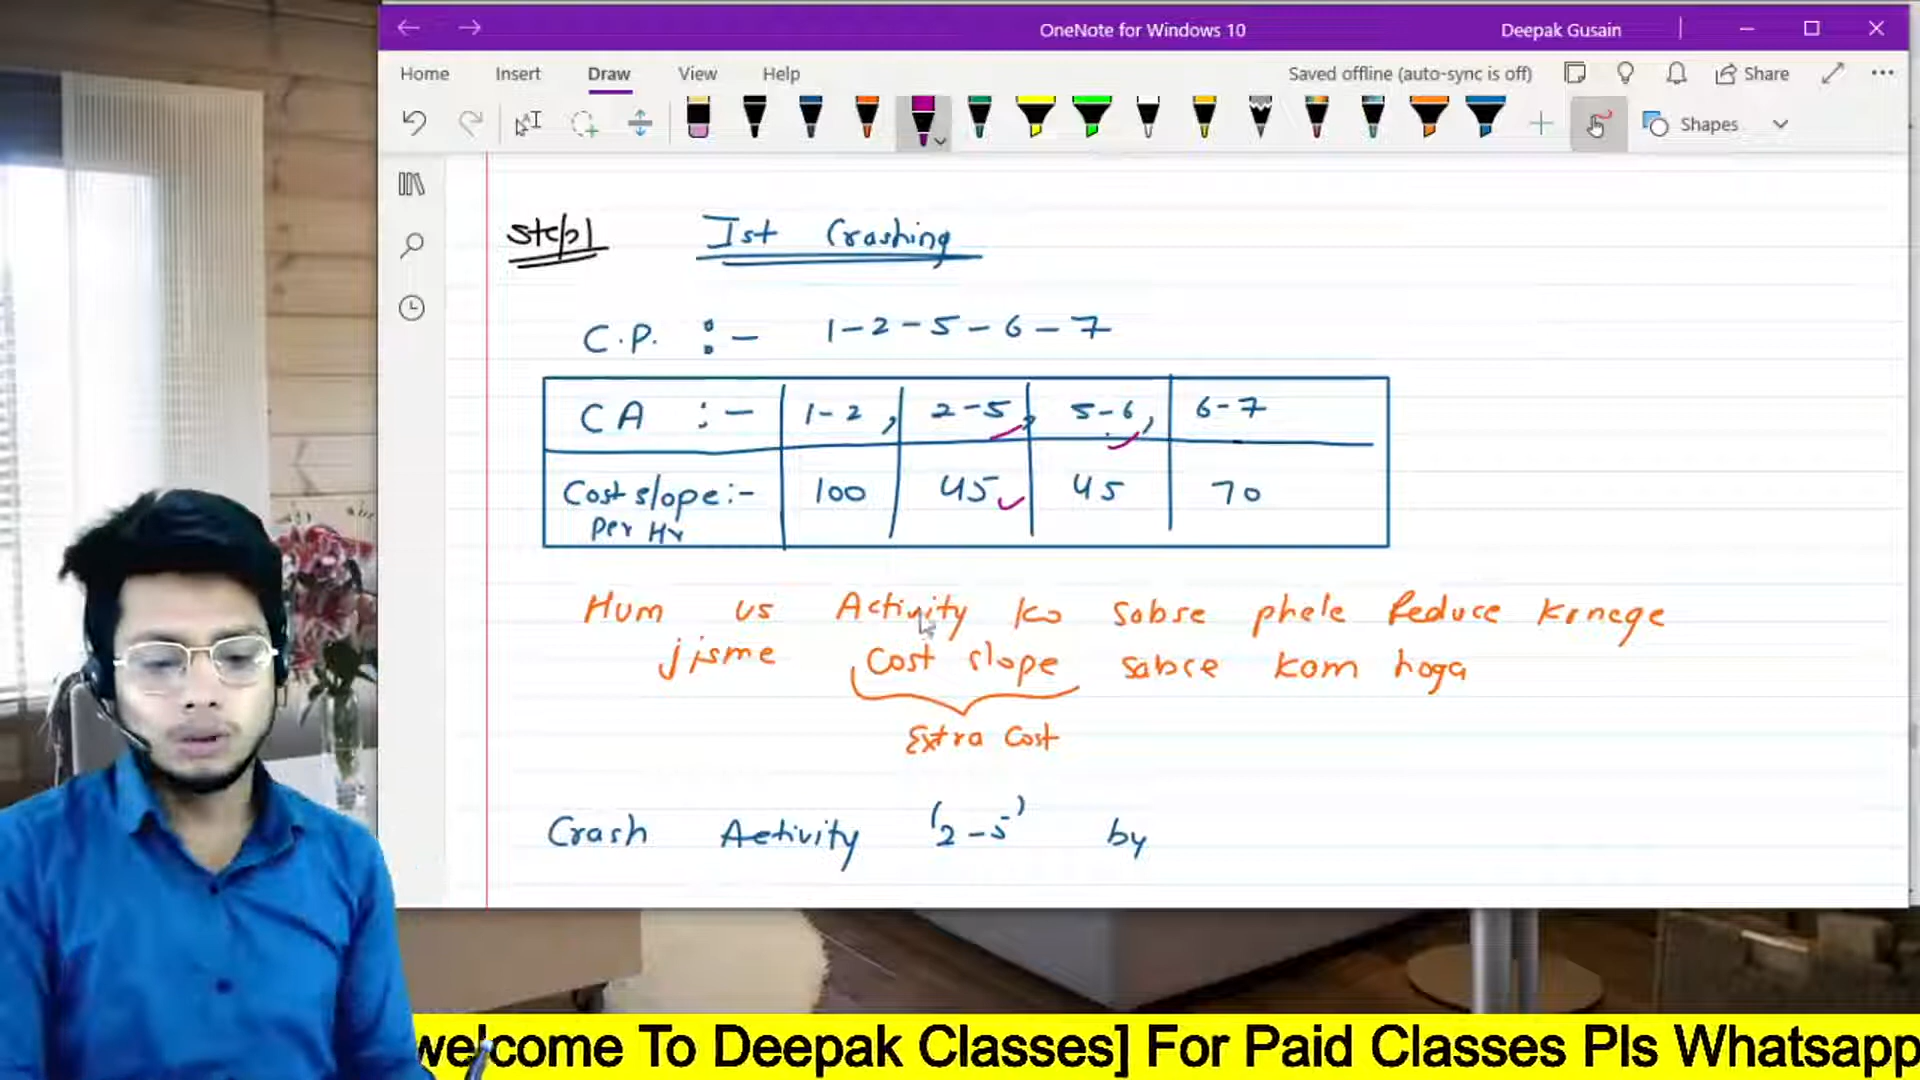 OneNote for Windows 10
Deepak Gusain
Home Insert Draw View Help
Saved offline (auto-sync is off)
Share
Shapes
Step1 Ist Crashing
C.P. :- 1-2-5-6-7
CA :- 1-2, 2-5, 5-6, 6-7
Cost slope:- 100 45 45 70
Per Hr
Hum us Activity ko Sabse phele Reduce krnege
jisme Cost slope sabse kam hoga
Extra Cost
Crash Activity (2-5) by
welcome To Deepak Classes] For Paid Classes Pls Whatsapp